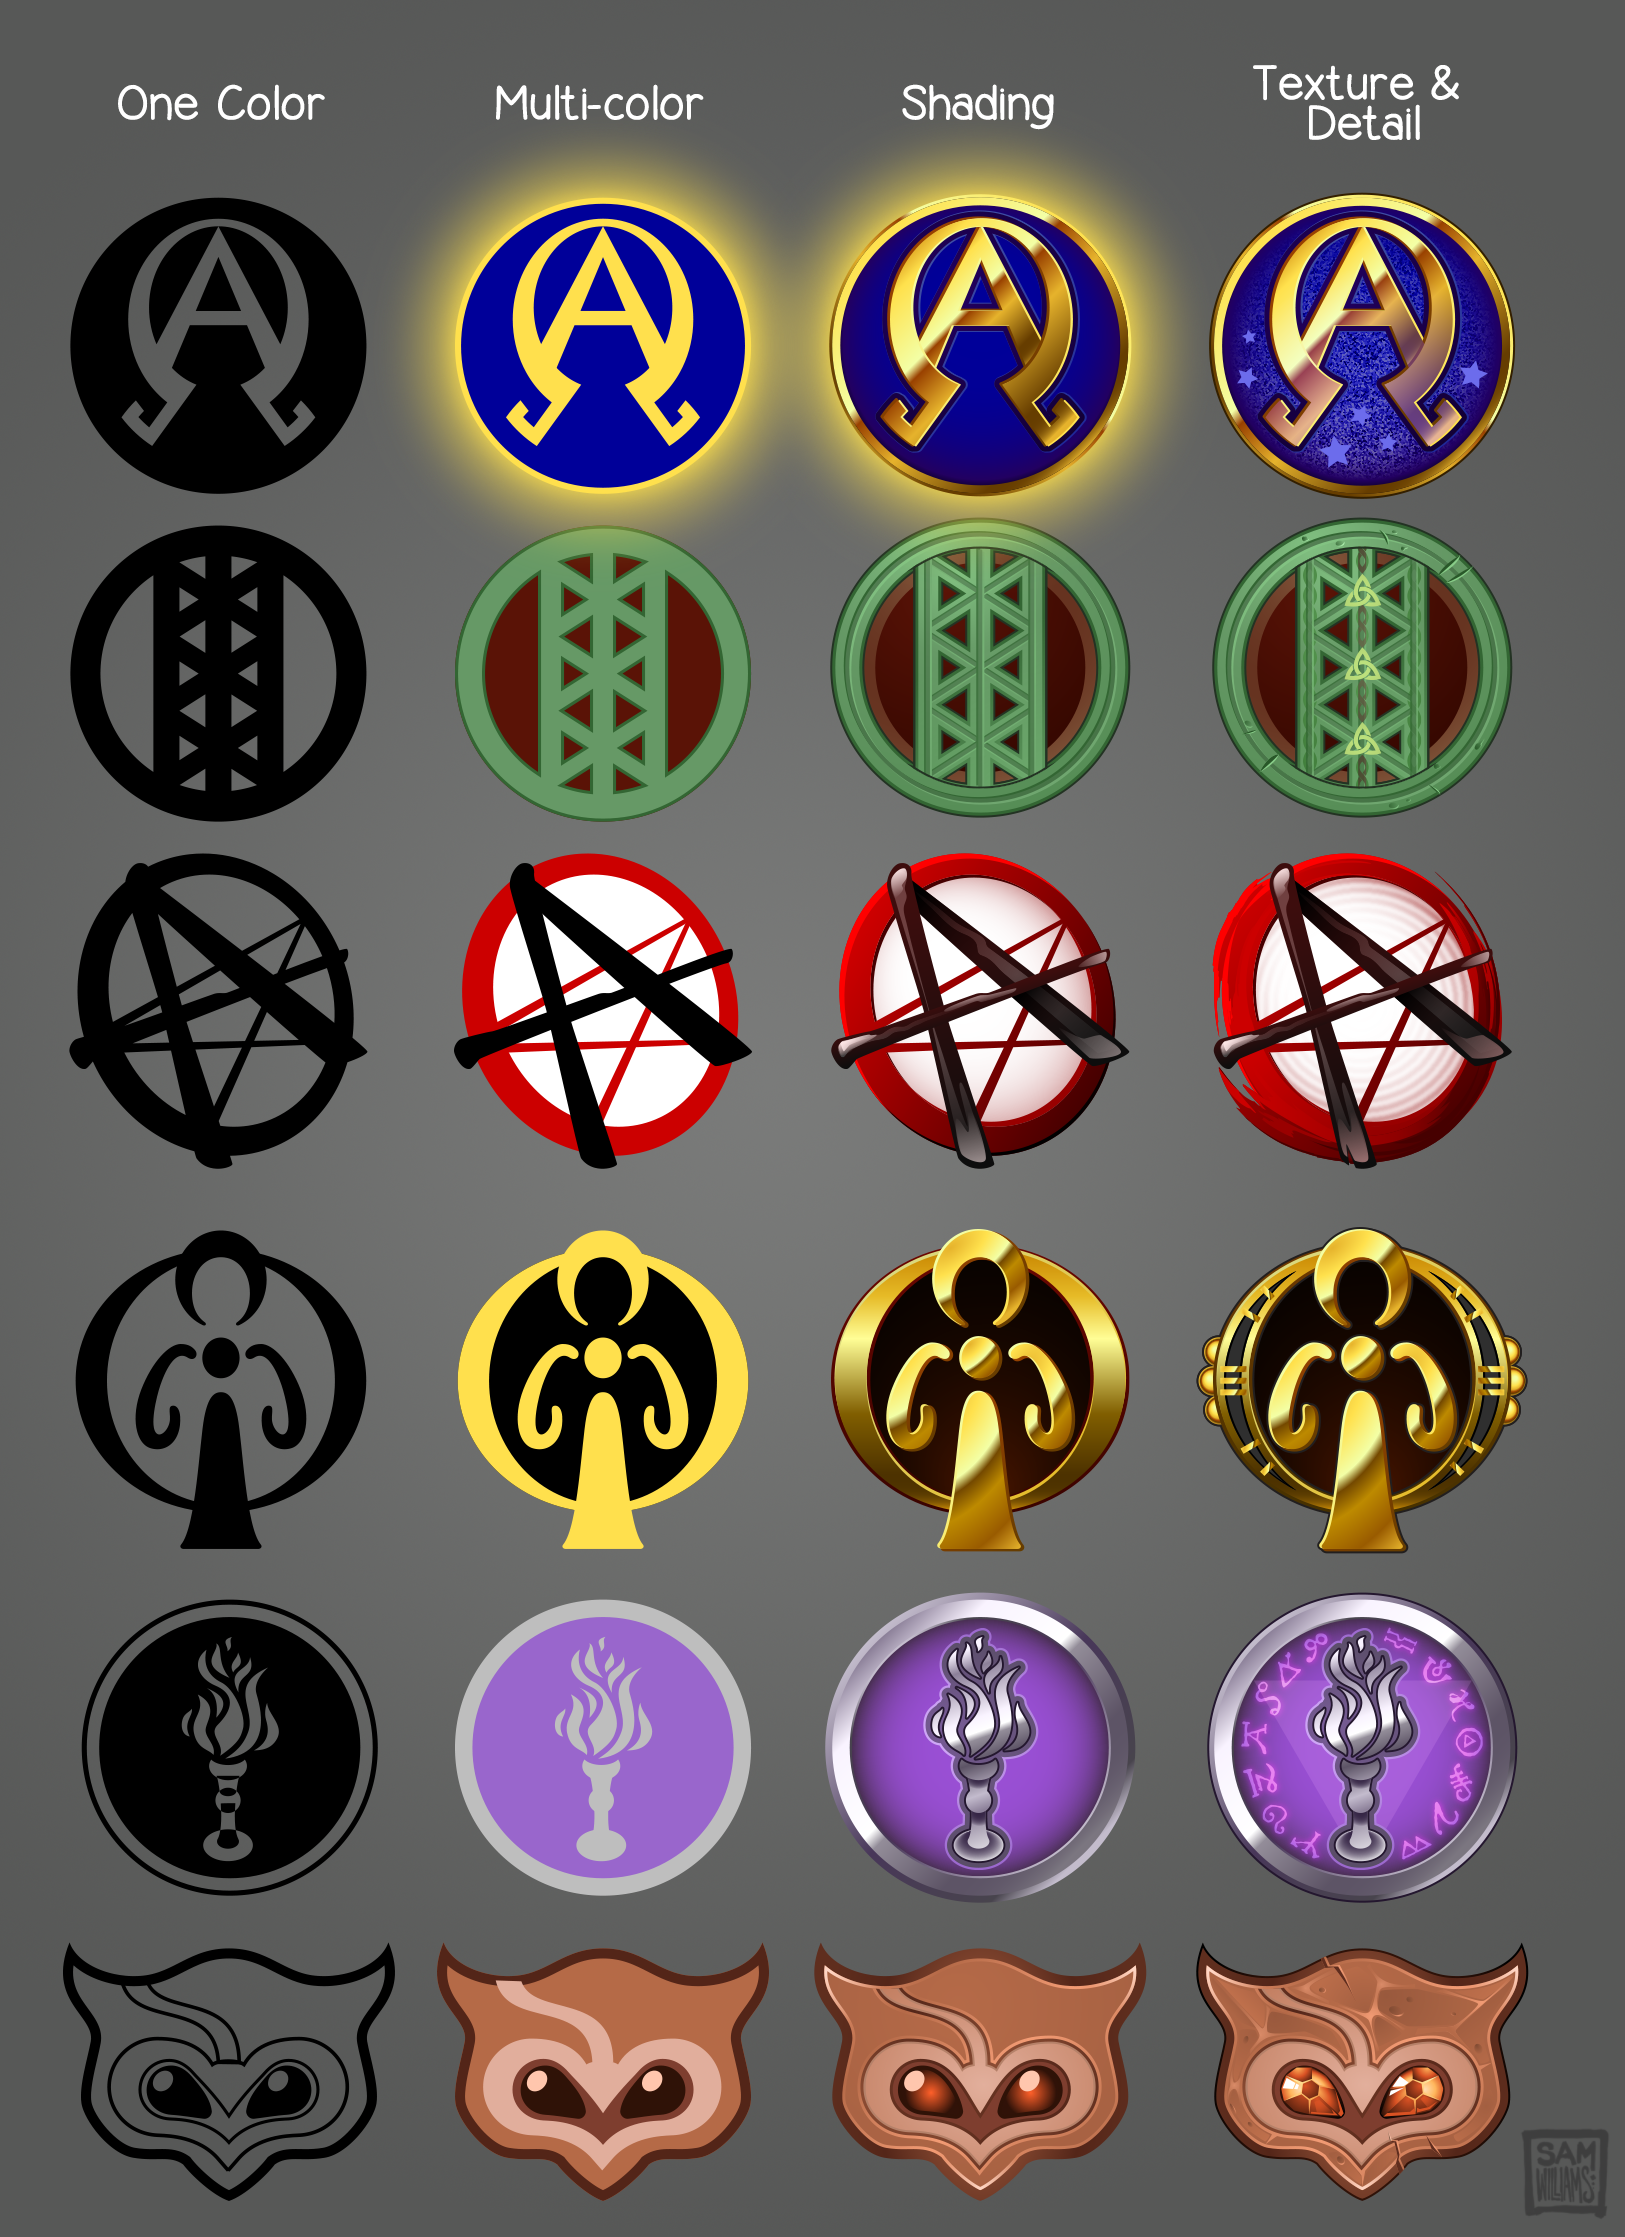 One Color
Multi-color
Shading
Texture &
Detail
SAM
WILLIAMS